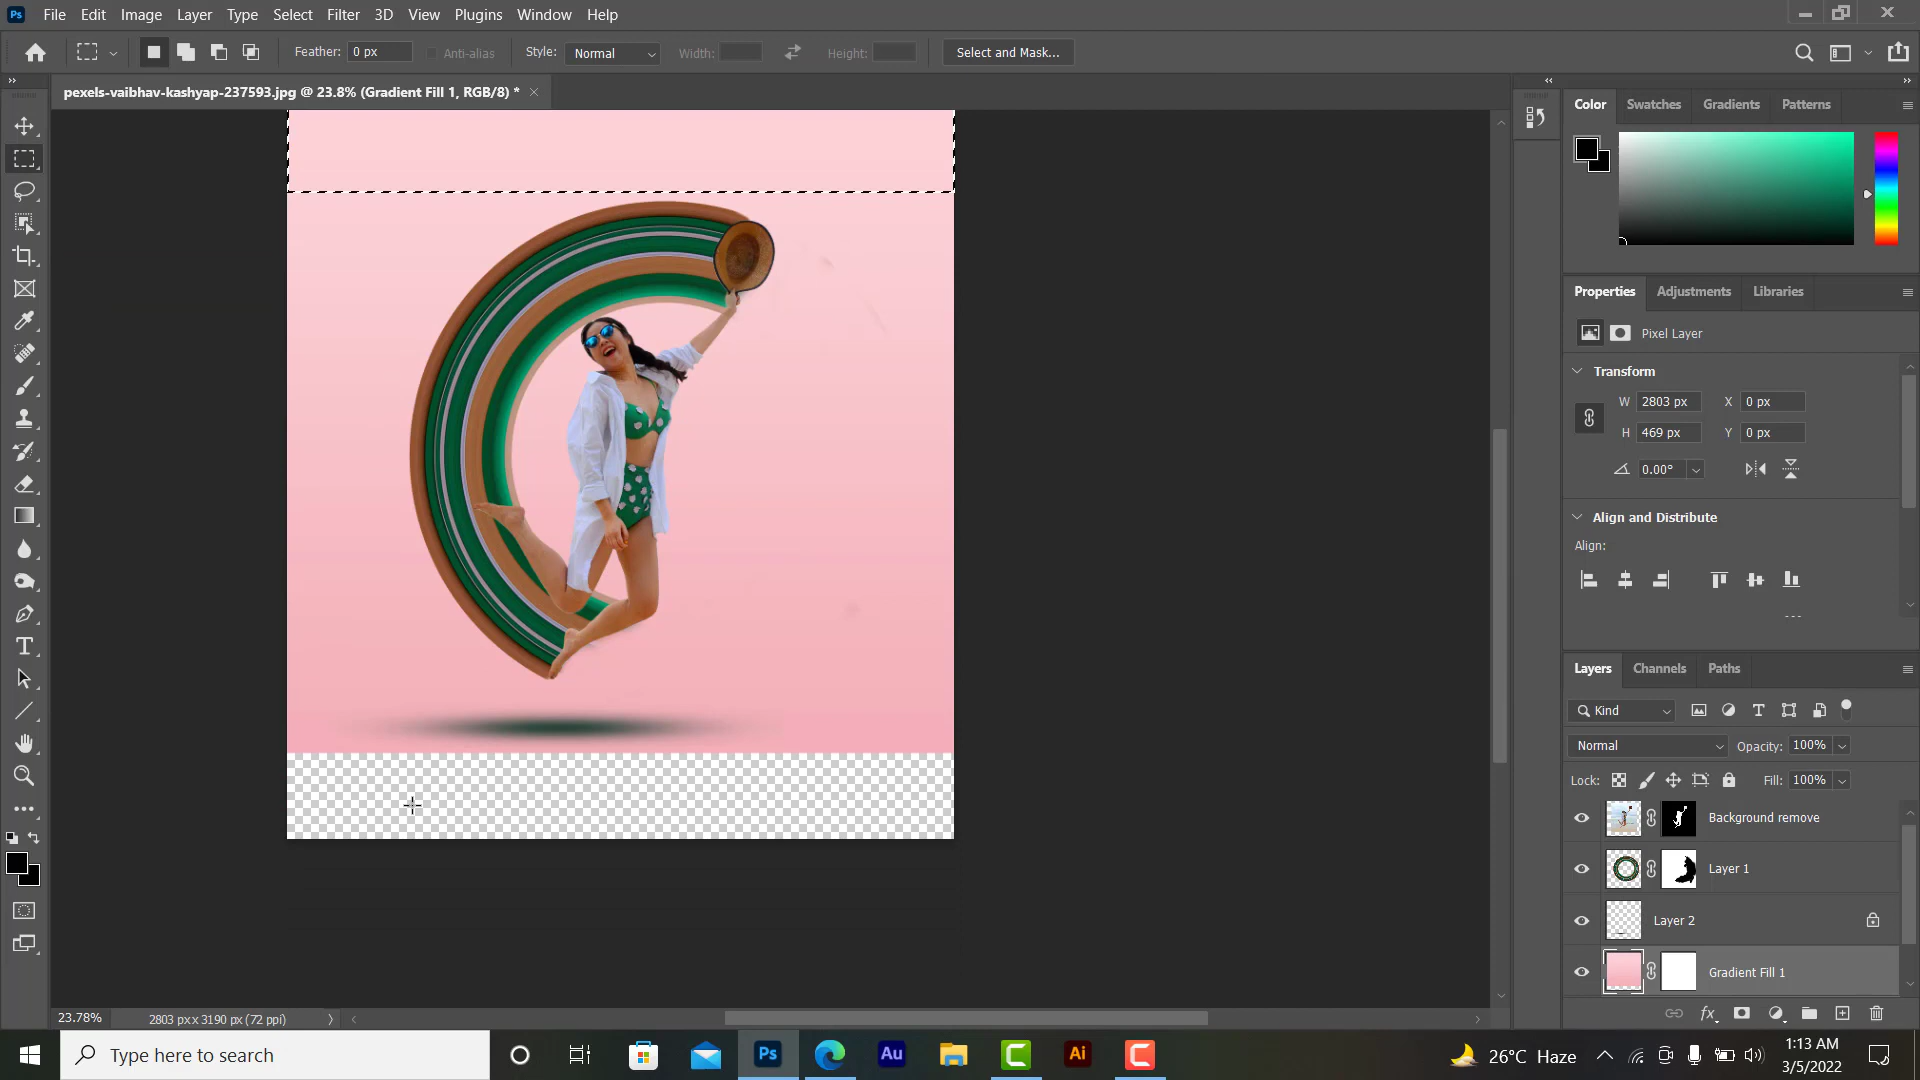 File Edit Image Layer Type Select Filter 3D View Plugins Window Help
Feather: 0 px Anti-alias Style: Normal Width: Height: Select and Mask...
pexels-vaibhav-kashyap-237593.jpg @ 23.8% (Gradient Fill 1, RGB/8) *
Color Swatches Gradients Patterns
Properties Adjustments Libraries
Pixel Layer
Transform
W 2803 px X 0 px
H 469 px Y 0 px
0.00°
Align and Distribute
Align:
Layers Channels Paths
Kind
Normal Opacity: 100%
Lock: Fill: 100%
Background remove
Layer 1
Layer 2
Gradient Fill 1
23.78% 2803 px x 3190 px (72 ppi)
Type here to search
Ps Au Ai
26°C Haze
1:13 AM
3/5/2022